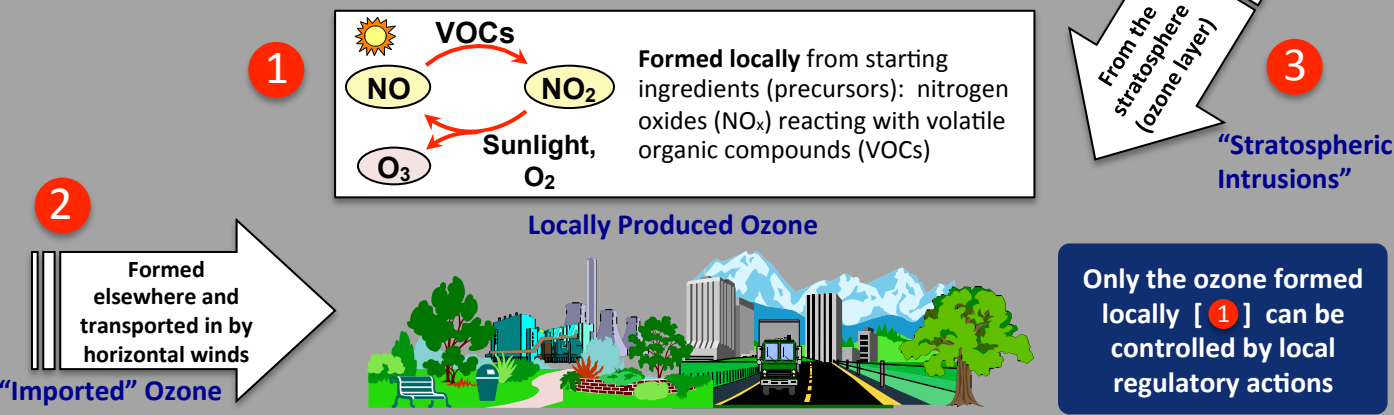 1
VOCs
NO
NO₂
O₃
Sunlight,
O₂
Formed locally from starting
ingredients (precursors): nitrogen
oxides (NOₓ) reacting with volatile
organic compounds (VOCs)
From the
stratosphere
(ozone layer)
3
“Stratospheric
Intrusions”
2
Formed
elsewhere and
transported in by
horizontal winds
“Imported” Ozone
Locally Produced Ozone
Only the ozone formed
locally [ 1 ] can be
controlled by local
regulatory actions